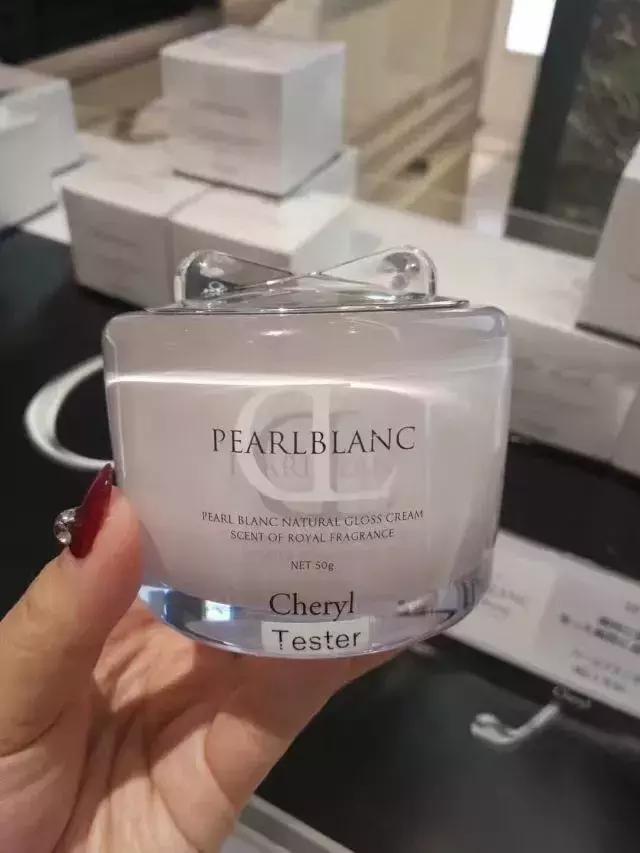 PEARLBLANC
PEARL BLANC NATURAL GLOSS CREAM
SCENT OF ROYAL FRAGRANCE
NET 50g
Cheryl
Tester